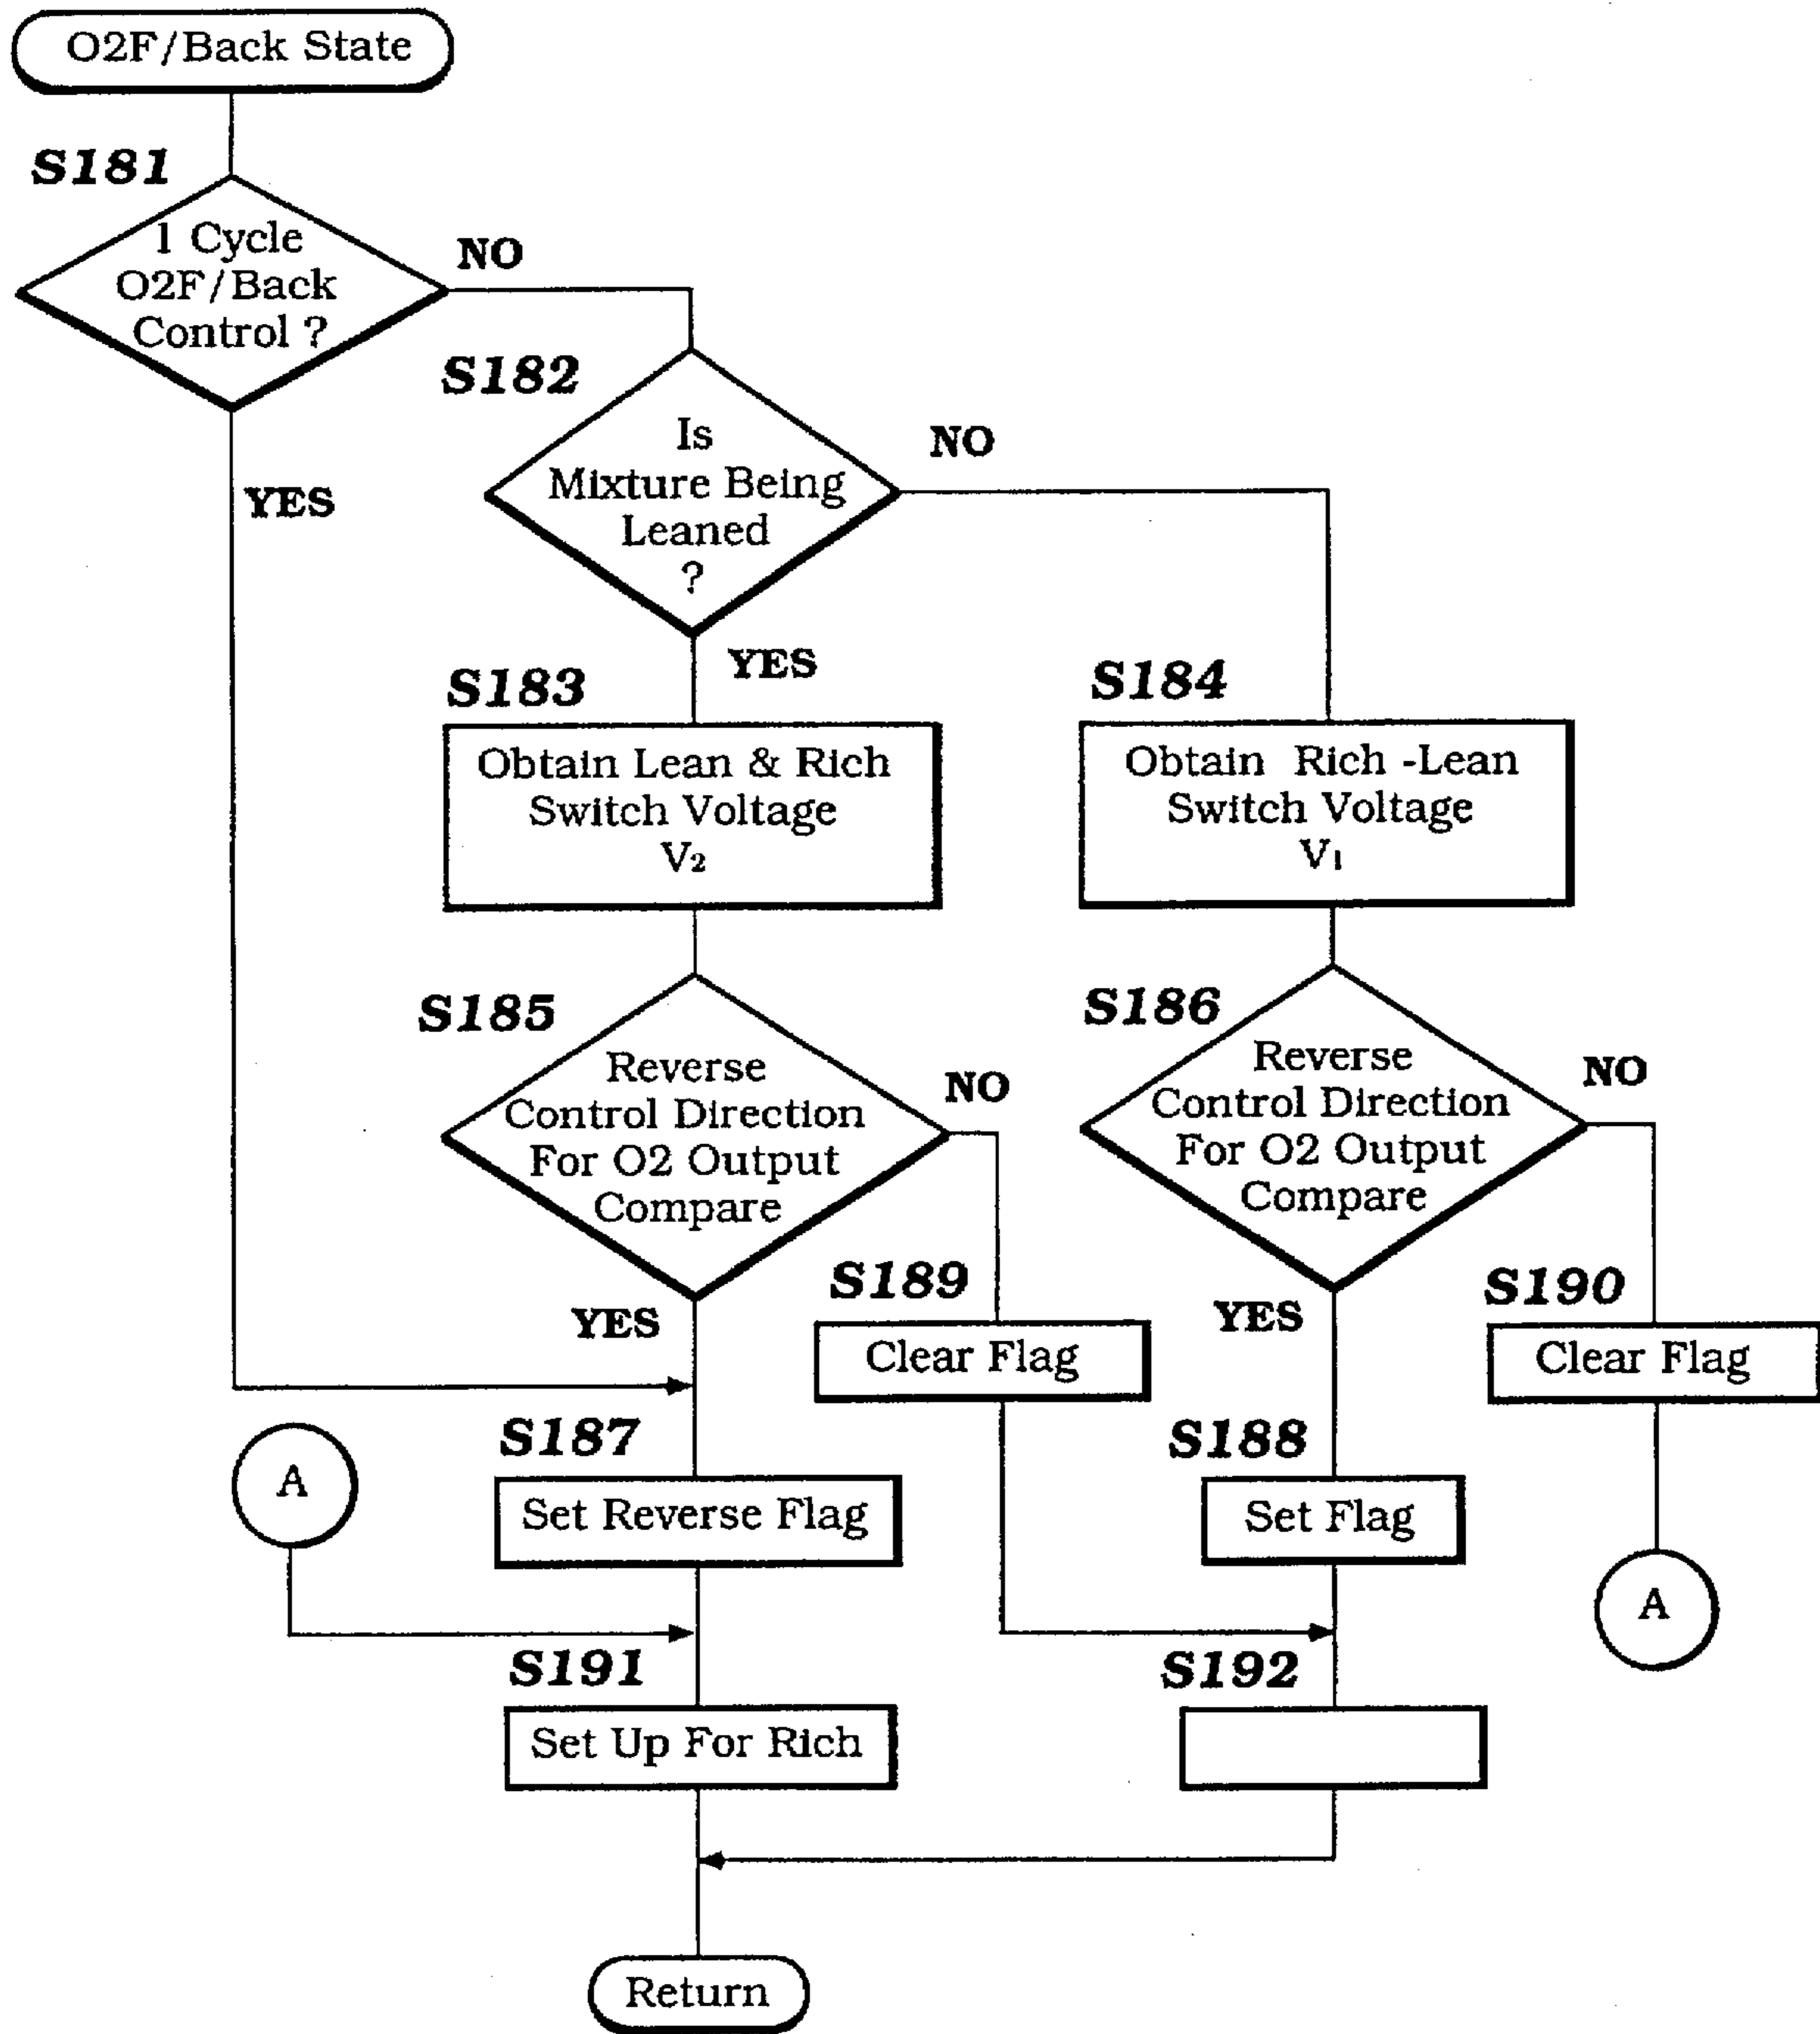 O2F/Back State
S181
1 Cycle
O2F/Back
Control ?
NO
YES
S182
Is
Mixture Being
Leaned
?
NO
YES
S183
Obtain Lean & Rich
Switch Voltage
V2
S184
Obtain Rich -Lean
Switch Voltage
V1
S185
Reverse
Control Direction
For O2 Output
Compare
NO
YES
S186
Reverse
Control Direction
For O2 Output
Compare
NO
YES
S189
Clear Flag
S190
Clear Flag
A
S187
Set Reverse Flag
S188
Set Flag
A
S191
Set Up For Rich
S192
Return